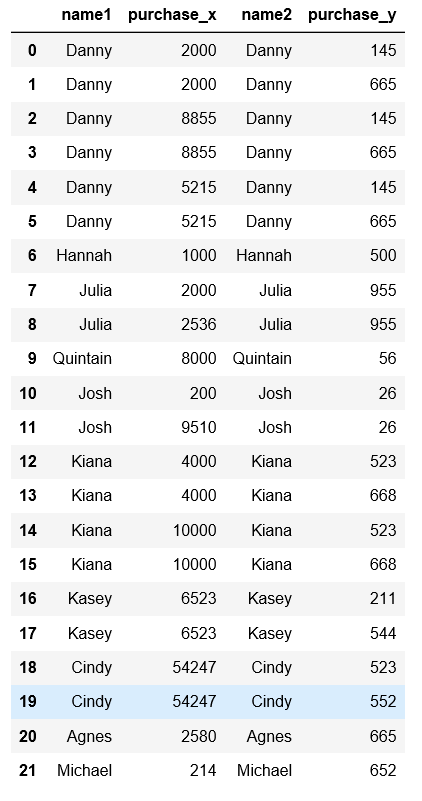 name1 purchase_x name2 purchase_y
0 Danny 2000 Danny 145
1 Danny 2000 Danny 665
2 Danny 8855 Danny 145
3 Danny 8855 Danny 665
4 Danny 5215 Danny 145
5 Danny 5215 Danny 665
6 Hannah 1000 Hannah 500
7 Julia 2000 Julia 955
8 Julia 2536 Julia 955
9 Quintain 8000 Quintain 56
10 Josh 200 Josh 26
11 Josh 9510 Josh 26
12 Kiana 4000 Kiana 523
13 Kiana 4000 Kiana 668
14 Kiana 10000 Kiana 523
15 Kiana 10000 Kiana 668
16 Kasey 6523 Kasey 211
17 Kasey 6523 Kasey 544
18 Cindy 54247 Cindy 523
19 Cindy 54247 Cindy 552
20 Agnes 2580 Agnes 665
21 Michael 214 Michael 652